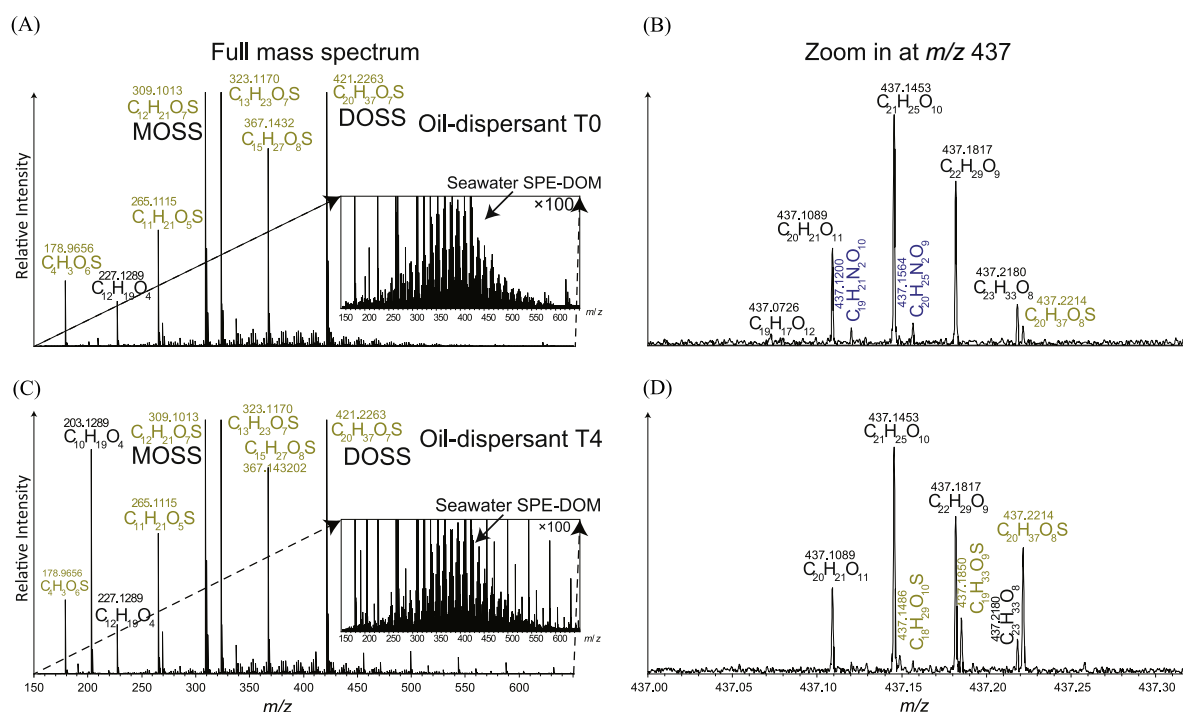 (A)
Full mass spectrum
Relative Intensity
178.9656
C4H3O6S
227.1289
C12H19O4
265.1115
C11H21O5S
309.1013
C12H21O7S
MOSS
323.1170
C13H23O7S
367.1432
C15H27O8S
421.2263
C20H37O7S
DOSS
Oil-dispersant T0
Seawater SPE-DOM
×100
150 200 250 300 350 400 450 500 550 600
m/z
(B)
Zoom in at m/z 437
437.0726
C19H17O12
437.1089
C20H21O11
437.1200
C19H21N2O10
437.1453
C21H25O10
437.1564
C20H25N2O9
437.1817
C22H29O9
437.2180
C23H33O8
437.2214
C20H37O8S
(C)
Relative Intensity
178.9656
C4H3O6S
203.1289
C10H19O4
227.1289
C12H19O4
265.1115
C11H21O5S
309.1013
C12H21O7S
MOSS
323.1170
C13H23O7S
C15H27O8S
367.143202
421.2263
C20H37O7S
DOSS
Oil-dispersant T4
Seawater SPE-DOM
×100
150 200 250 300 350 400 450 500 550 600
m/z
150 200 250 300 350 400 450 500 550 600
m/z
(D)
437.1089
C20H21O11
437.1453
C21H25O10
437.1486
C18H29O10S
437.1817
C22H29O9
437.1850
C19H33O9S
437.2180
C23H33O8
437.2214
C20H37O8S
437.00 437.05 437.10 437.15 437.20 437.25 437.30
m/z